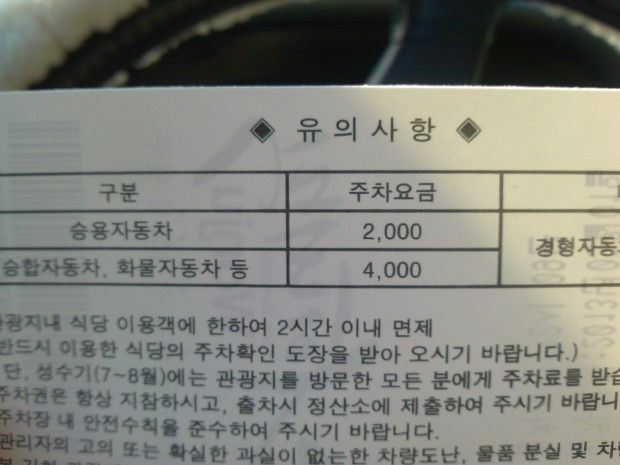 ◈ 유 의 사 항 ◈
구분 주차요금
승용자동차 2,000 경형자동
승합자동차, 화물자동차 등 4,000
관광지내 식당 이용객에 한하여 2시간 이내 면제
반드시 이용한 식당의 주차확인 도장을 받아 오시기 바랍니다.)
단, 성수기(7~8월)에는 관광지를 방문한 모든 분에게 주차료를 받습
주차권은 항상 지참하시고, 출차시 정산소에 제출하여 주시기 바랍니
주차장 내 안전수칙을 준수하여 주시기 바랍니다.
관리자의 고의 또는 확실한 과실이 없는한 차량도난, 물품 분실 및 차